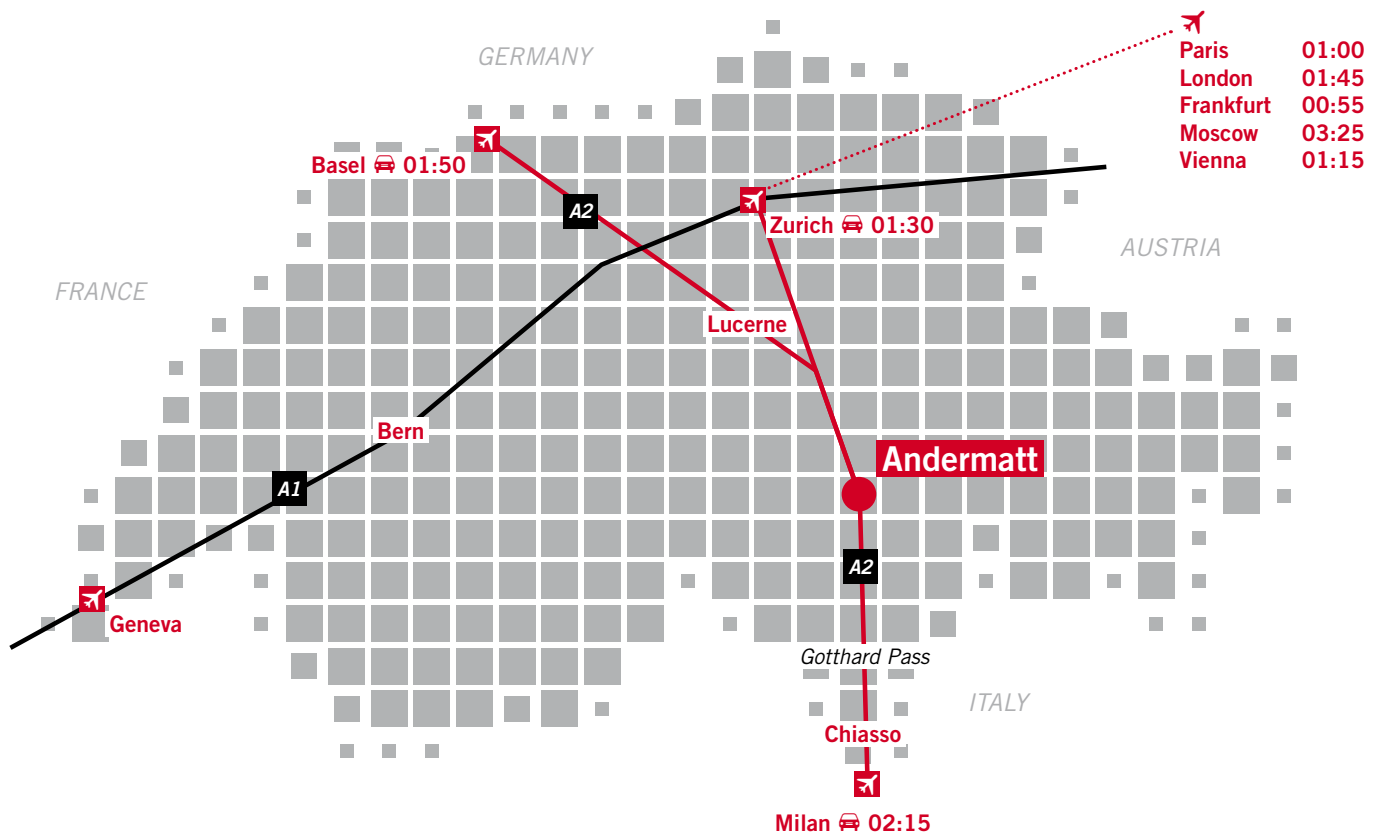 GERMANY
Paris 01:00
London 01:45
Frankfurt 00:55
Moscow 03:25
Vienna 01:15
Basel 01:50
A2
Zurich 01:30
AUSTRIA
FRANCE
Lucerne
Bern
Andermatt
A1
A2
Geneva
Gotthard Pass
ITALY
Chiasso
Milan 02:15